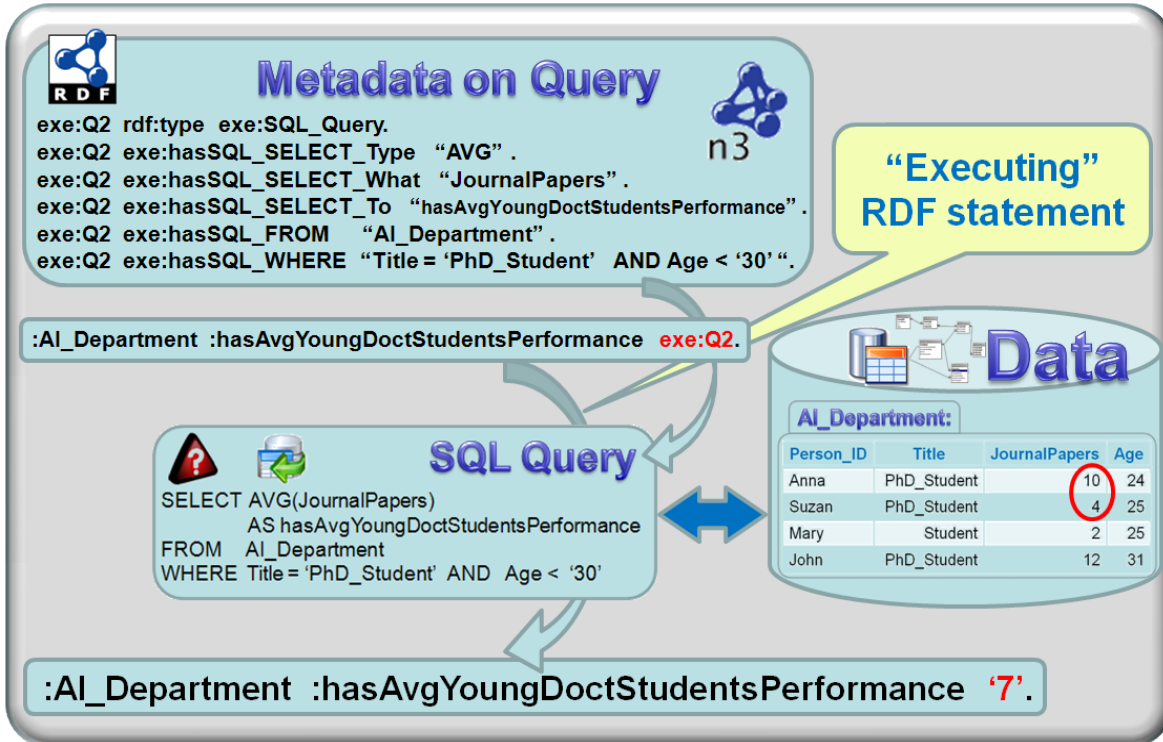 RDF
Metadata on Query
n3
exe:Q2 rdf:type exe:SQL_Query.
exe:Q2 exe:hasSQL_SELECT_Type “AVG” .
exe:Q2 exe:hasSQL_SELECT_What “JournalPapers” .
exe:Q2 exe:hasSQL_SELECT_To “hasAvgYoungDoctStudentsPerformance” .
exe:Q2 exe:hasSQL_FROM “AI_Department” .
exe:Q2 exe:hasSQL_WHERE “Title = ‘PhD_Student’ AND Age < ‘30’ “.
“Executing”
RDF statement
:AI_Department :hasAvgYoungDoctStudentsPerformance exe:Q2.
Data
AI_Department:
Person_ID Title JournalPapers Age
Anna PhD_Student 10 24
Suzan PhD_Student 4 25
Mary Student 2 25
John PhD_Student 12 31
?
SQL Query
SELECT AVG(JournalPapers)
AS hasAvgYoungDoctStudentsPerformance
FROM AI_Department
WHERE Title = ‘PhD_Student’ AND Age < ‘30’
:AI_Department :hasAvgYoungDoctStudentsPerformance ‘7’.